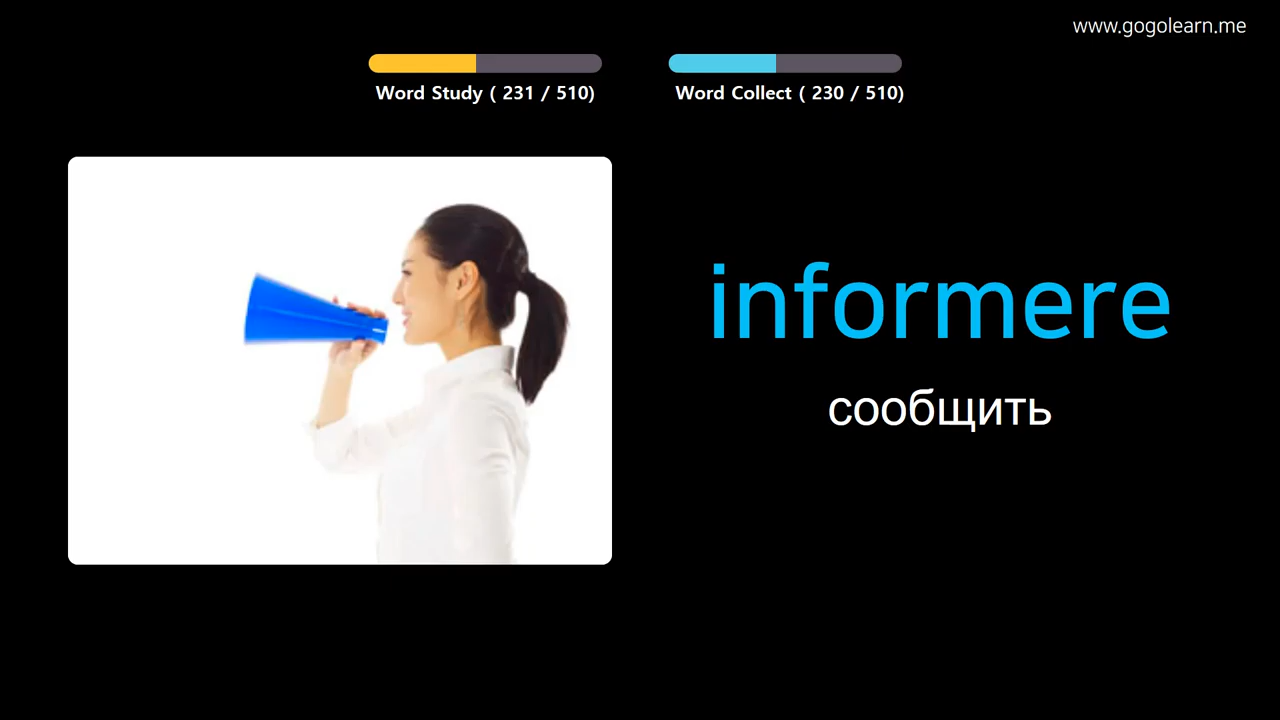 www.gogolearn.me
Word Study ( 231 / 510)
Word Collect ( 230 / 510)
informere
сообщить